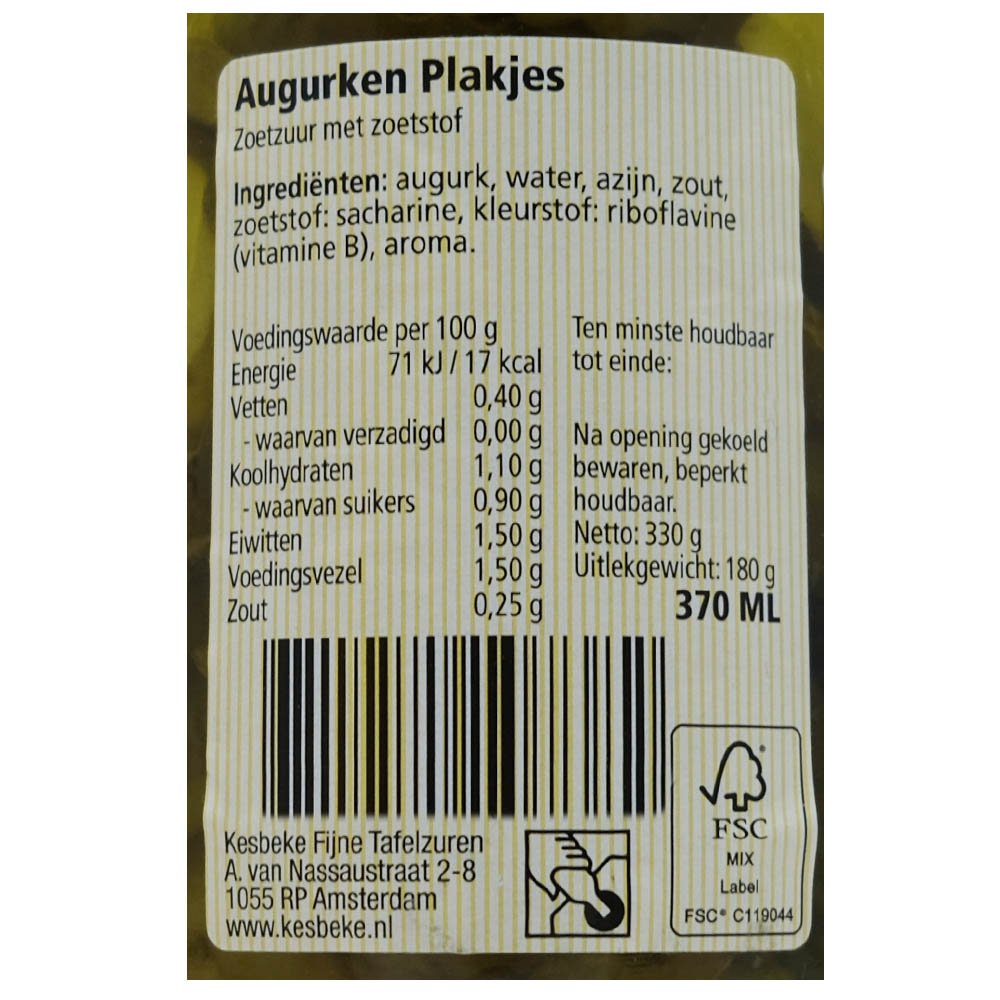 Augurken Plakjes
Zoetzuur met zoetstof
Ingrediënten: augurk, water, azijn, zout,
zoetstof: sacharine, kleurstof: riboflavine
(vitamine B), aroma.
Voedingswaarde per 100 g
Energie 71 kJ / 17 kcal
Vetten 0,40 g
- waarvan verzadigd 0,00 g
Koolhydraten 1,10 g
- waarvan suikers 0,90 g
Eiwitten 1,50 g
Voedingsvezel 1,50 g
Zout 0,25 g
Ten minste houdbaar
tot einde:
Na opening gekoeld
bewaren, beperkt
houdbaar.
Netto: 330 g
Uitlekgewicht: 180 g
370 ML
Kesbeke Fijne Tafelzuren
A. van Nassaustraat 2-8
1055 RP Amsterdam
www.kesbeke.nl
FSC
MIX
Label
FSC® C119044